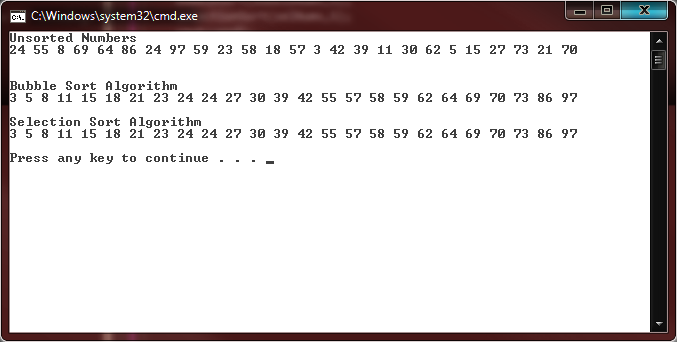 C:\Windows\system32\cmd.exe
Unsorted Numbers
24 55 8 69 64 86 24 97 59 23 58 18 57 3 42 39 11 30 62 5 15 27 73 21 70
Bubble Sort Algorithm
3 5 8 11 15 18 21 23 24 24 27 30 39 42 55 57 58 59 62 64 69 70 73 86 97
Selection Sort Algorithm
3 5 8 11 15 18 21 23 24 24 27 30 39 42 55 57 58 59 62 64 69 70 73 86 97
Press any key to continue . . . _